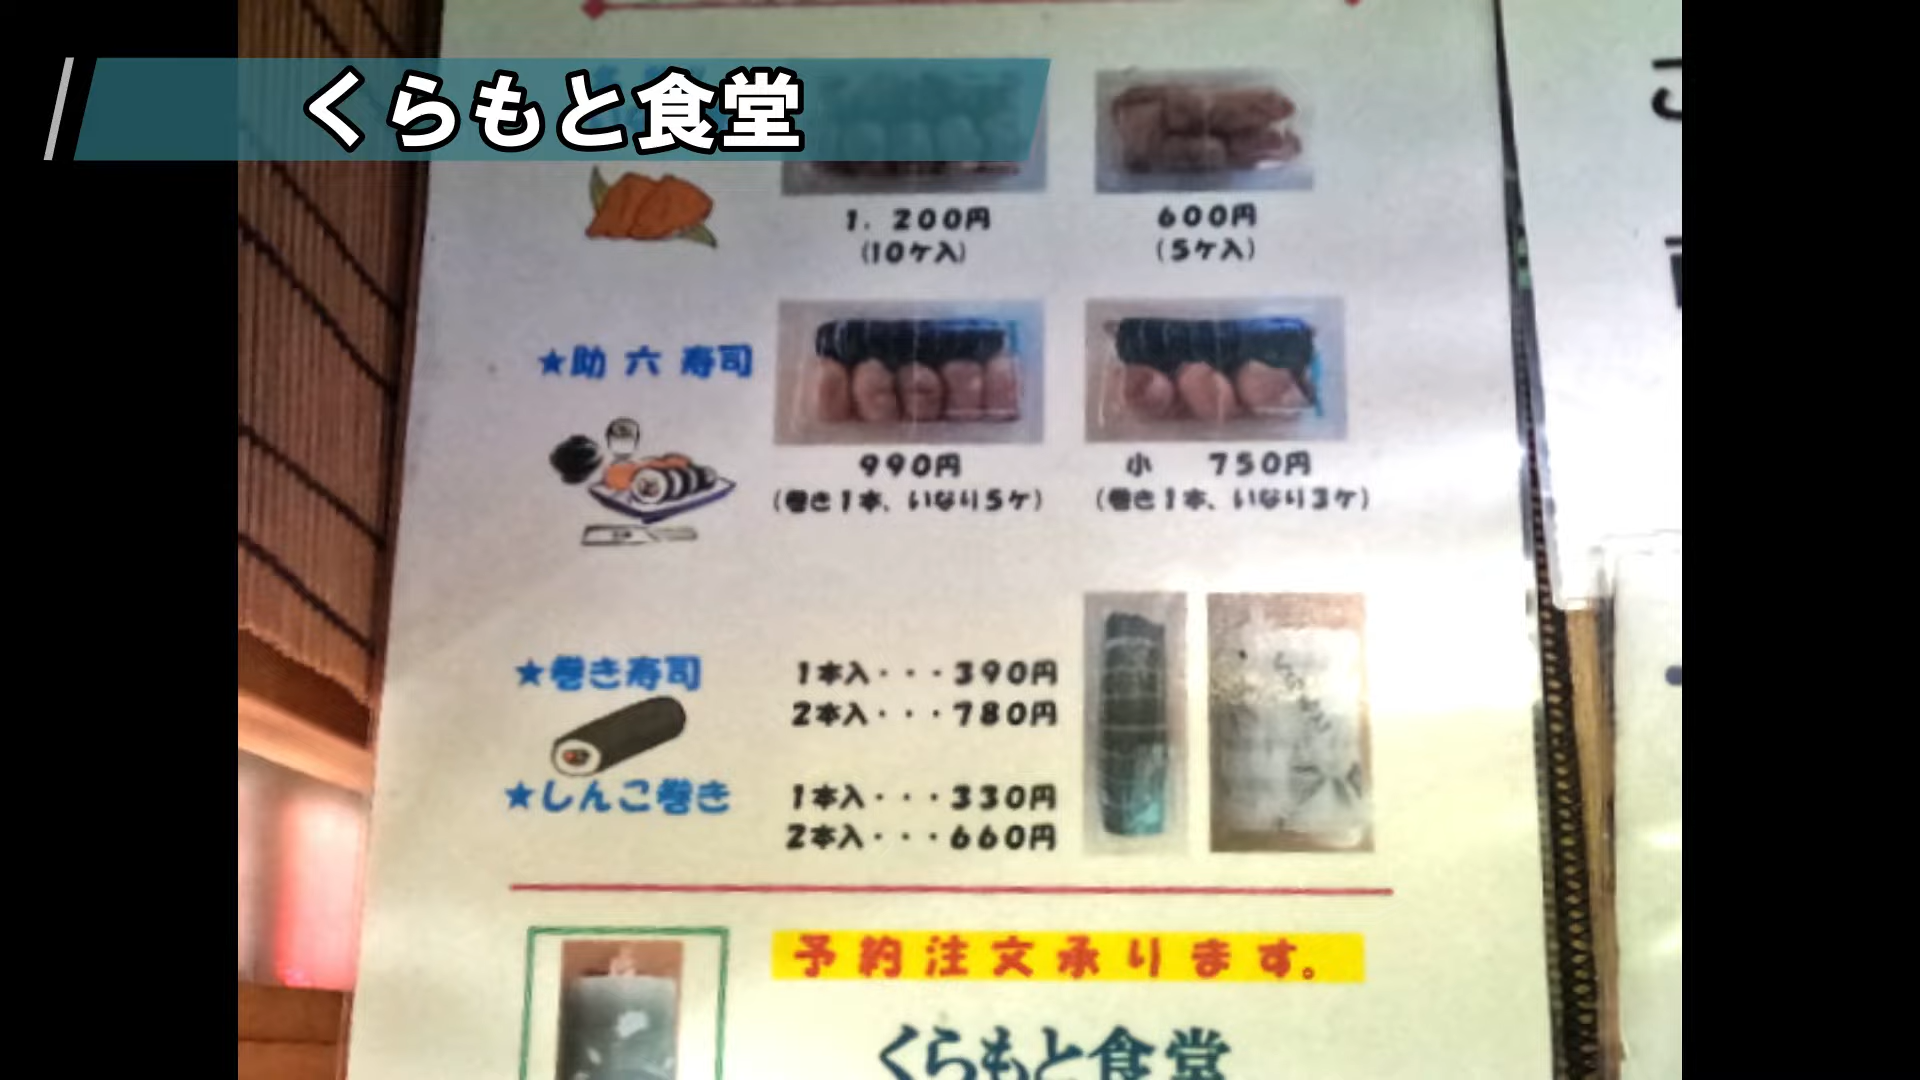 くらもと食堂
1. 200円
600円
(10ケ入)
(5ケ入)
★助 六 寿司
990円
小 750円
(巻き1本、いなり5ケ)
(巻き1本、いなり3ケ)
★巻き寿司
1本入・・・390円
2本入・・・780円
★しんこ巻き
1本入・・・330円
2本入・・・660円
予約注文承ります。
くらもと食堂